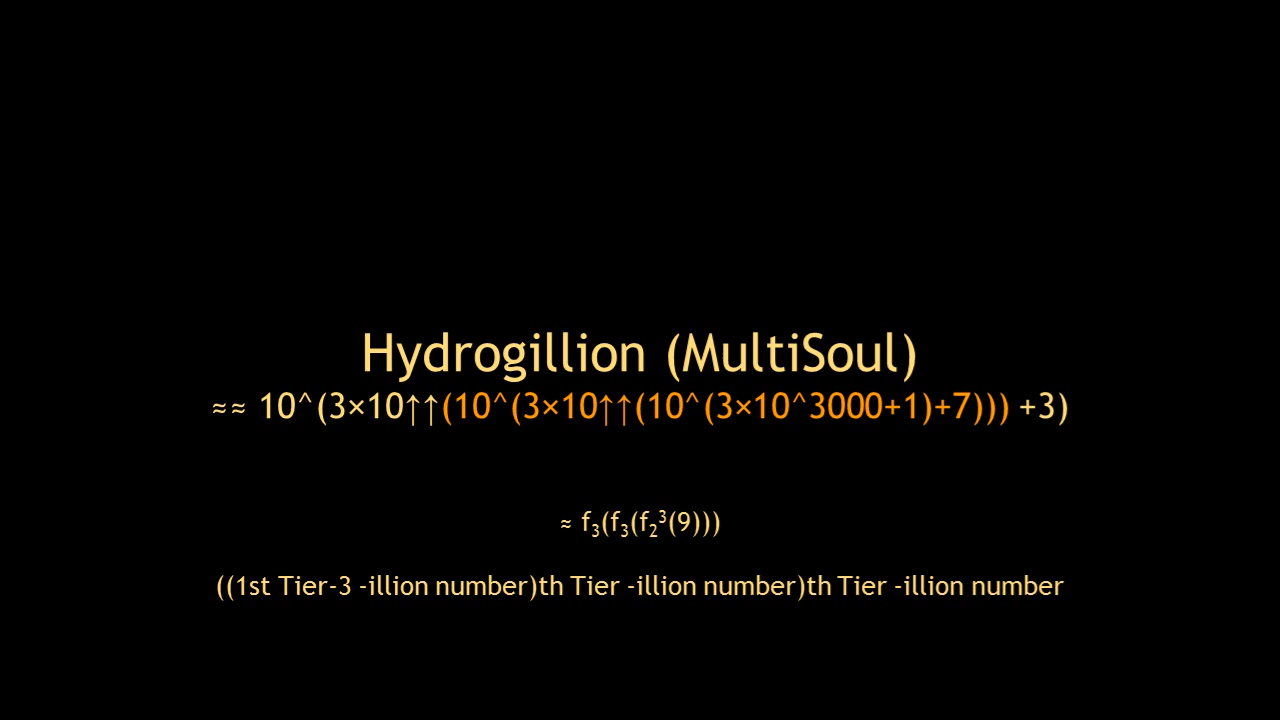 Hydrogillion (MultiSoul)
≈≈ 10^(3×10↑↑(10^(3×10↑↑(10^(3×10^3000+1)+7))) +3)
≈ f₃(f₃(f₂³(9)))
((1st Tier-3 -illion number)th Tier -illion number)th Tier -illion number